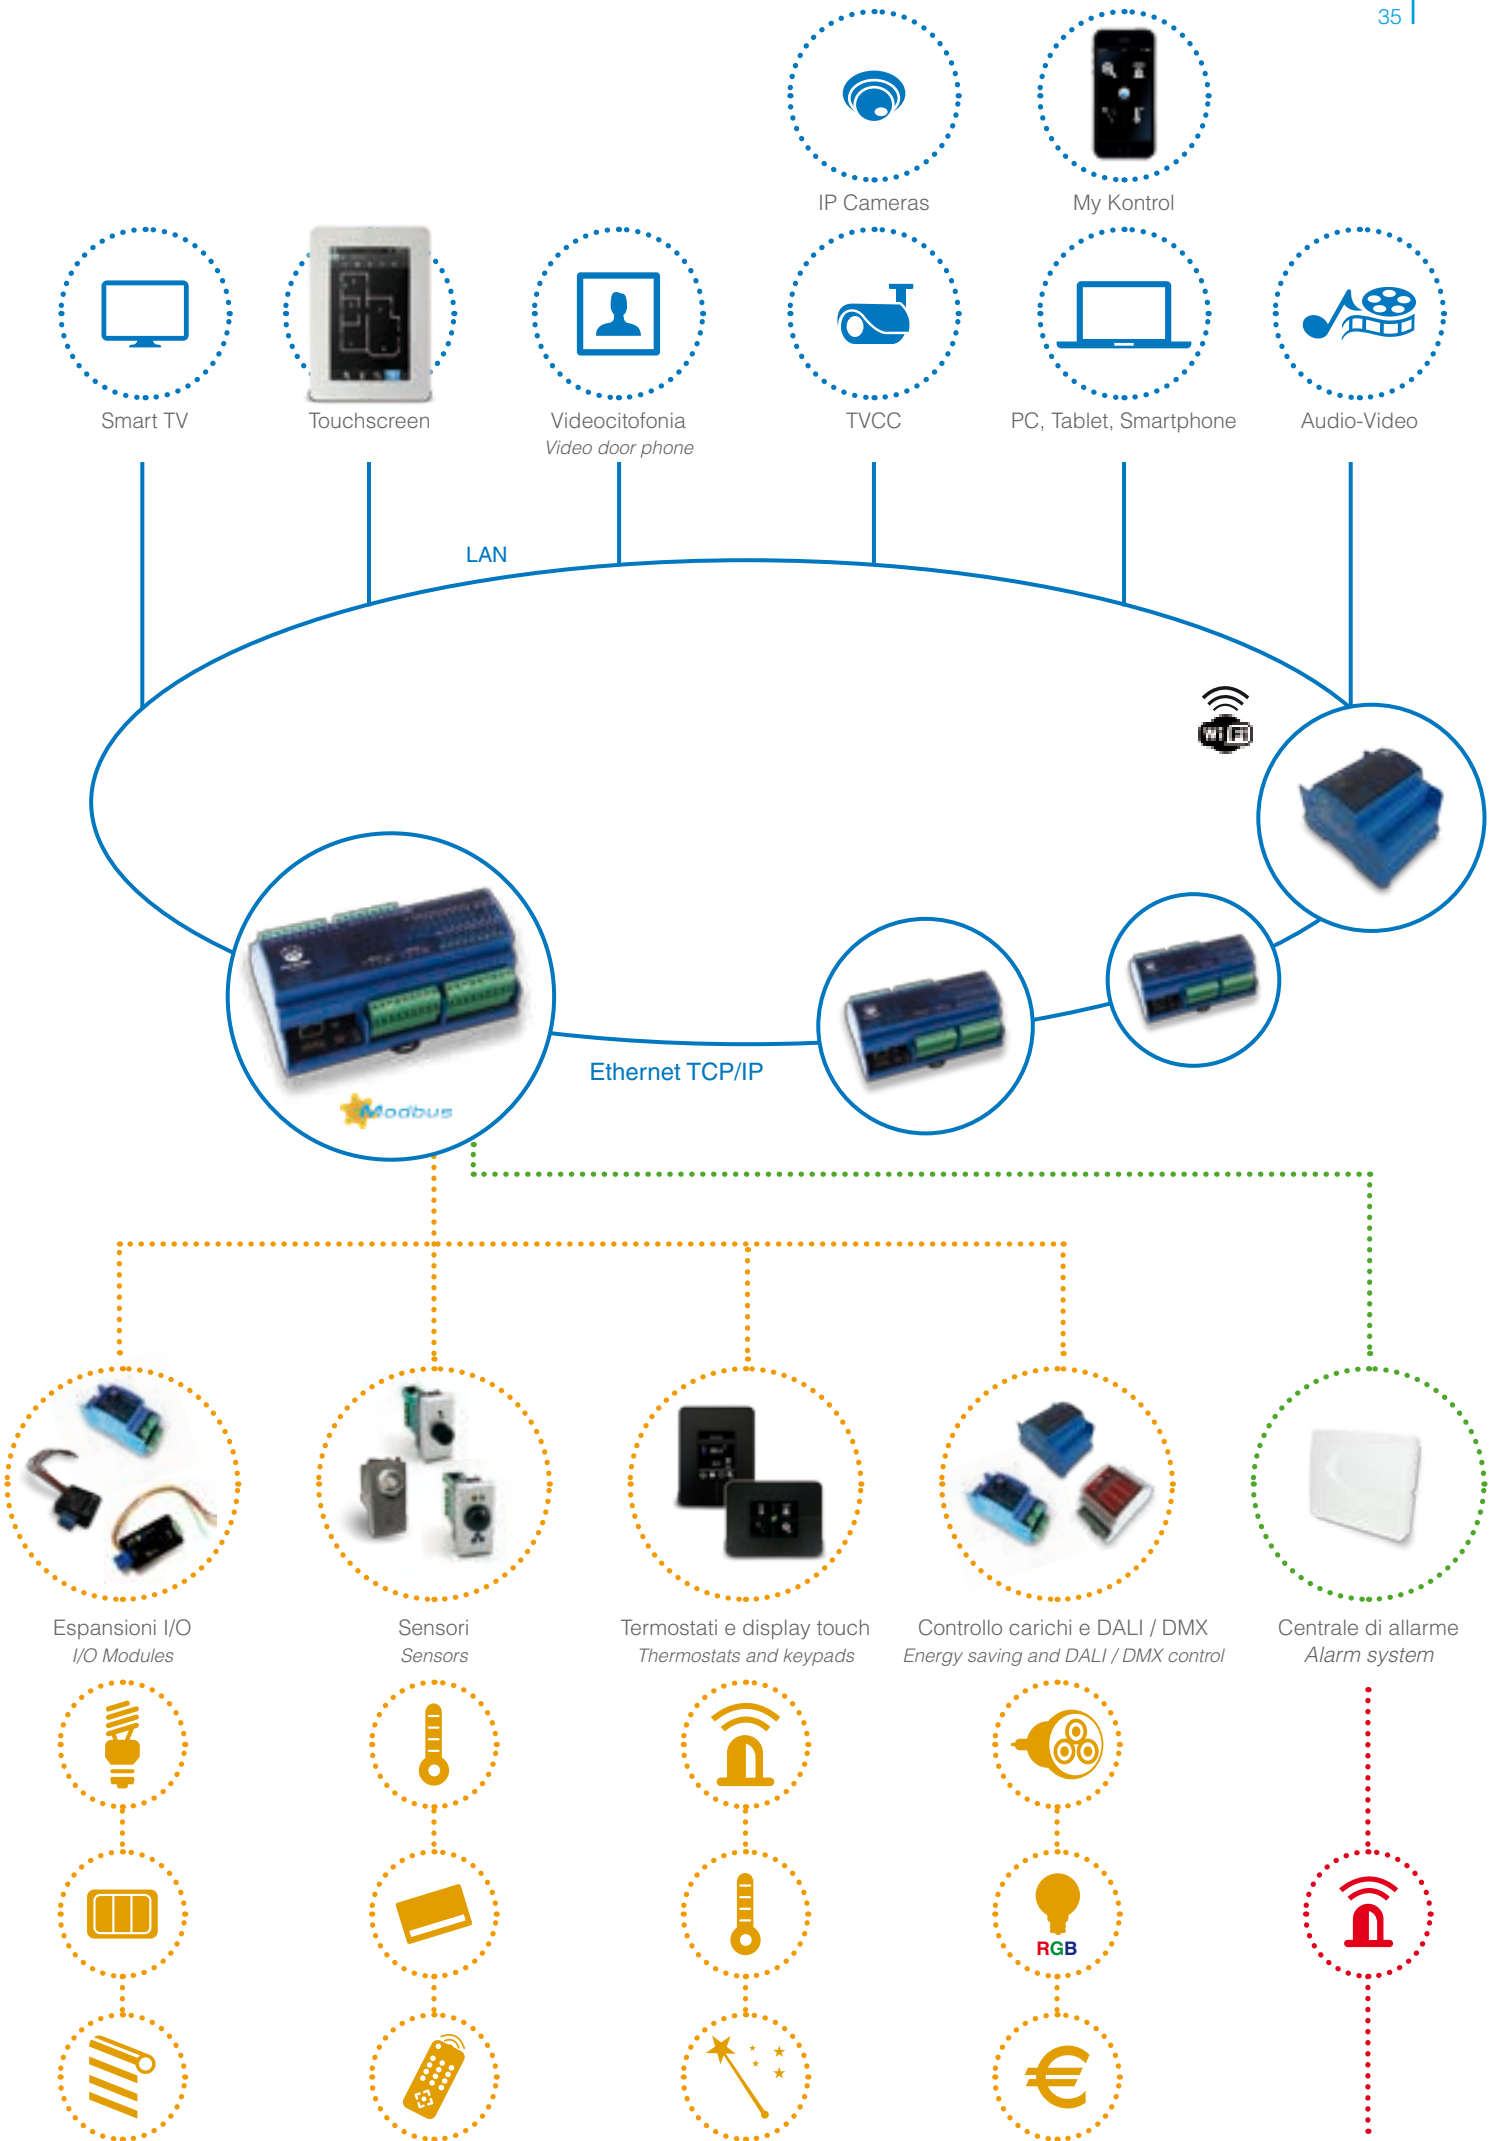 35
IP Cameras
My Kontrol
Smart TV
Touchscreen
Videocitofonia
Video door phone
TVCC
PC, Tablet, Smartphone
Audio-Video
LAN
Wi Fi
Ethernet TCP/IP
Modbus
Espansioni I/O
I/O Modules
Sensori
Sensors
Termostati e display touch
Thermostats and keypads
Controllo carichi e DALI / DMX
Energy saving and DALI / DMX control
Centrale di allarme
Alarm system
RGB
€